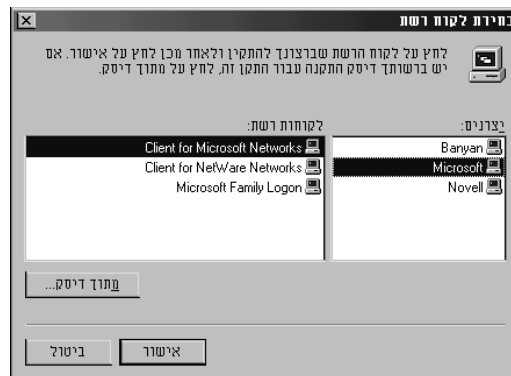 בחירת לקוח רשת
לחץ על לקוח הרשת שברצונך להתקין ולאחר מכן לחץ על אישור. אם
יש ברשותך דיסק התקנה עבור התקן זה, לחץ על מתוך דיסק.
יצרנים:
Banyan
Microsoft
Novell
לקוחות רשת:
Client for Microsoft Networks
Client for NetWare Networks
Microsoft Family Logon
מתוך דיסק...
אישור
ביטול